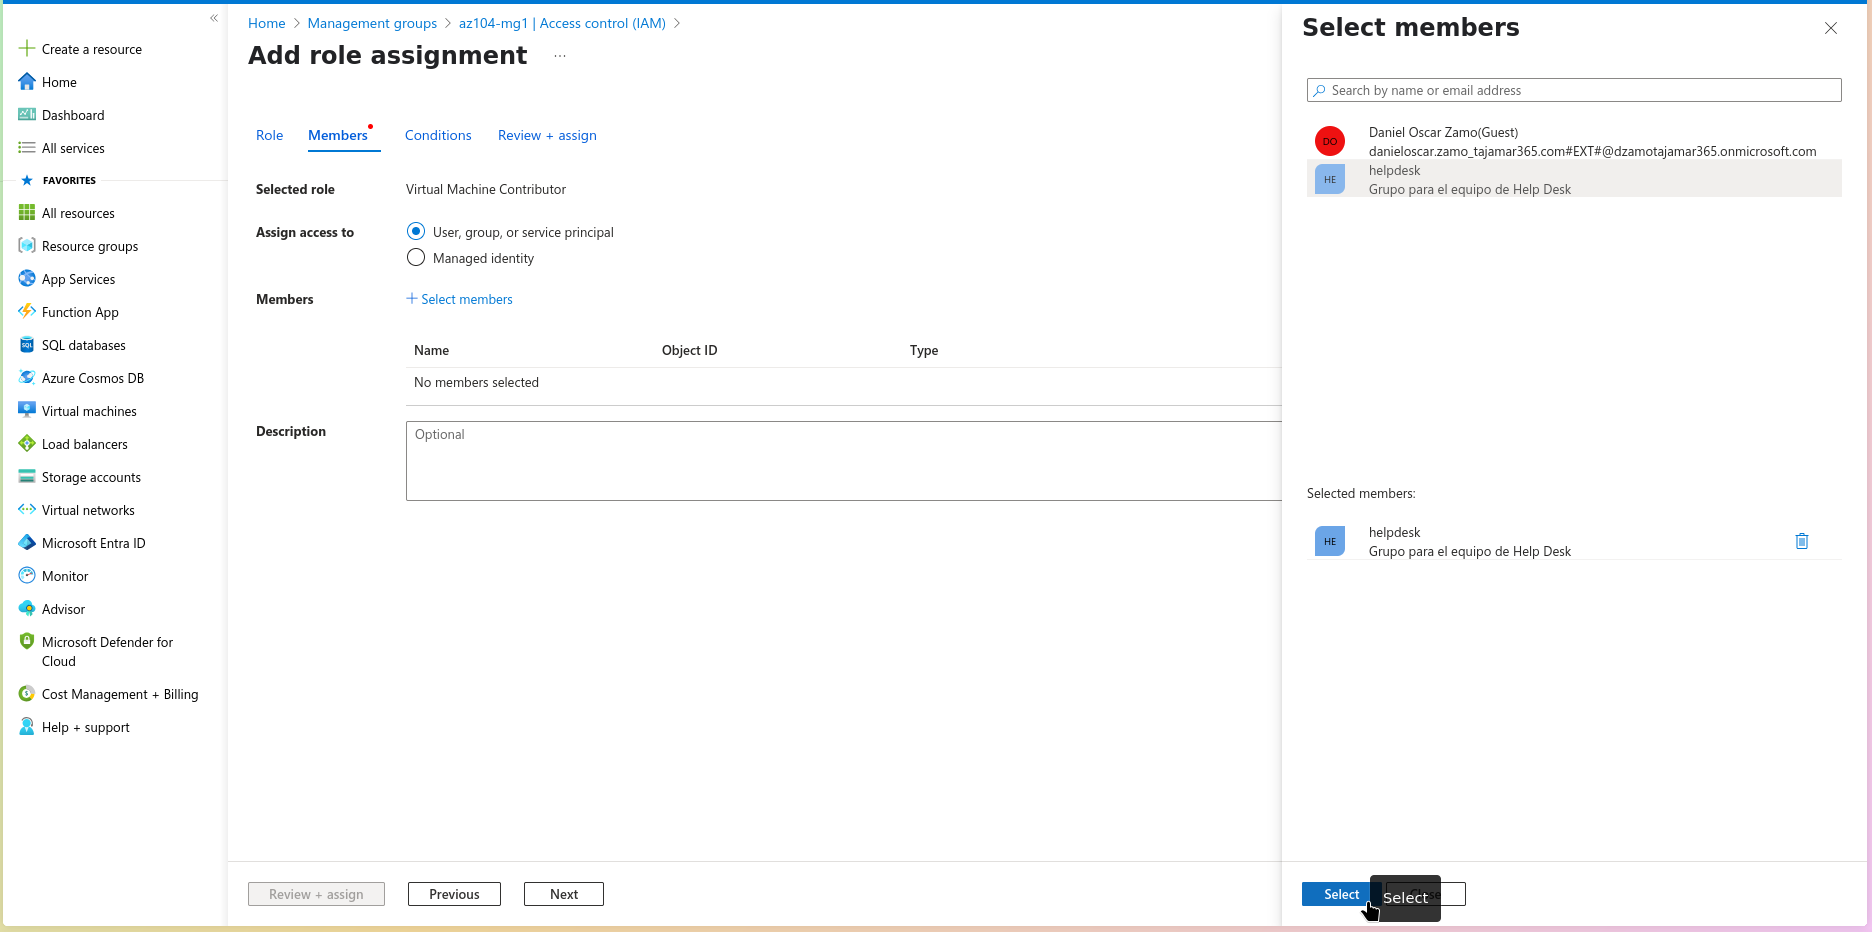 Create a resource
Home
Dashboard
All services
FAVORITES
All resources
Resource groups
App Services
Function App
SQL databases
Azure Cosmos DB
Virtual machines
Load balancers
Storage accounts
Virtual networks
Microsoft Entra ID
Monitor
Advisor
Microsoft Defender for
Cloud
Cost Management + Billing
Help + support
Home > Management groups > az104-mg1 | Access control (IAM) >
Add role assignment ...
Role Members Conditions Review + assign
Selected role Virtual Machine Contributor
Assign access to User, group, or service principal
Managed identity
Members + Select members
Name Object ID Type
No members selected
Description Optional
Review + assign Previous Next
Select members
Search by name or email address
DO
Daniel Oscar Zamo(Guest)
danieloscar.zamo_tajamar365.com#EXT#@dzamotajamar365.onmicrosoft.com
HE
helpdesk
Grupo para el equipo de Help Desk
Selected members:
HE
helpdesk
Grupo para el equipo de Help Desk
Select Close
Select